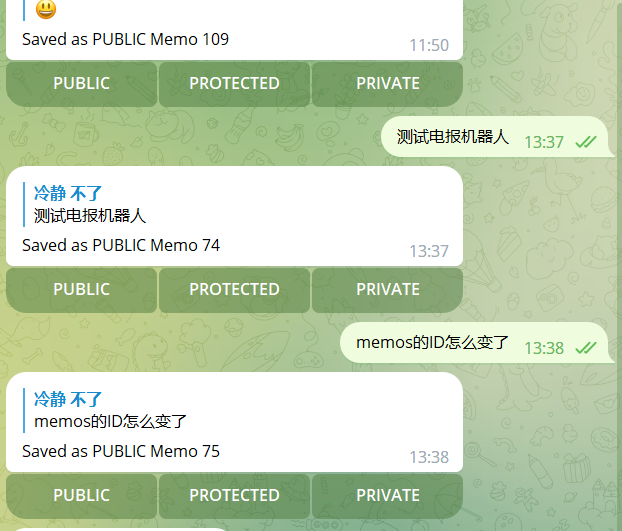 Saved as PUBLIC Memo 109
11:50
PUBLIC PROTECTED PRIVATE
测试电报机器人 13:37
冷静 不了
测试电报机器人
Saved as PUBLIC Memo 74
13:37
PUBLIC PROTECTED PRIVATE
memos的ID怎么变了 13:38
冷静 不了
memos的ID怎么变了
Saved as PUBLIC Memo 75
13:38
PUBLIC PROTECTED PRIVATE